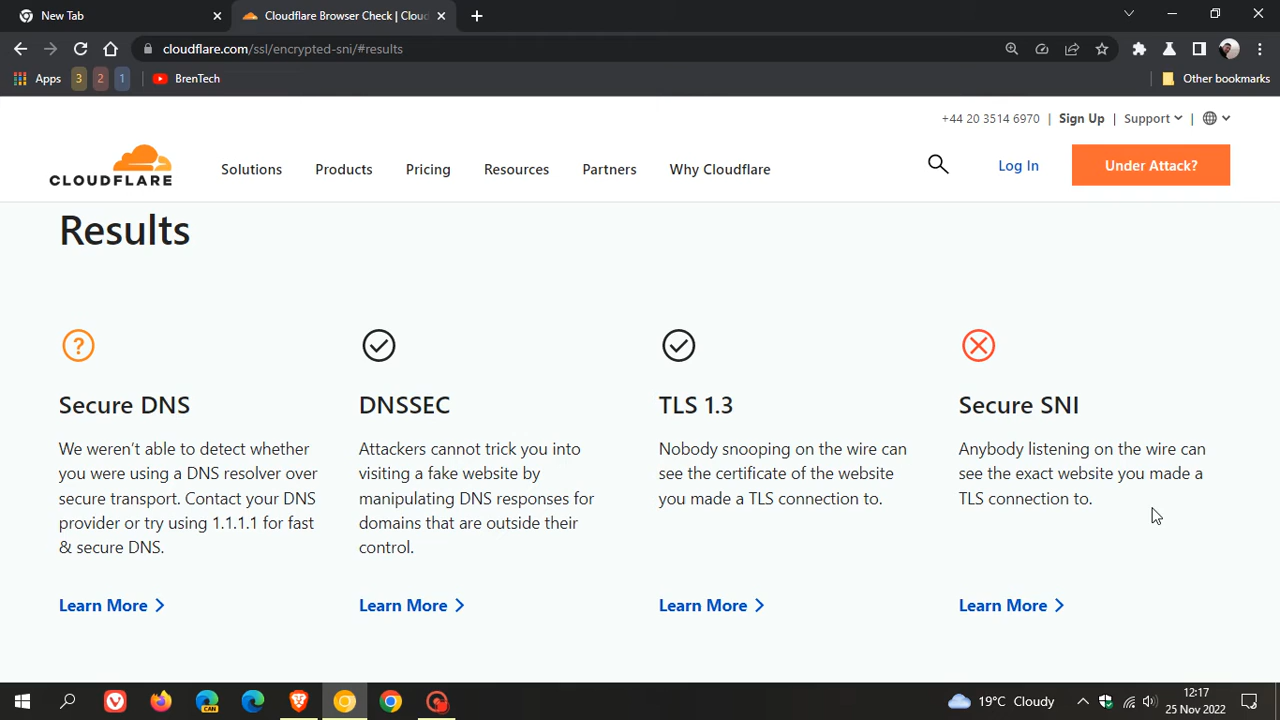 New Tab
Cloudflare Browser Check | Cloud
cloudflare.com/ssl/encrypted-sni/#results
Apps 3 2 1 BrenTech Other bookmarks
+44 20 3514 6970 | Sign Up | Support |
CLOUDFLARE Solutions Products Pricing Resources Partners Why Cloudflare Log In Under Attack?
Results
Secure DNS
We weren't able to detect whether
you were using a DNS resolver over
secure transport. Contact your DNS
provider or try using 1.1.1.1 for fast
& secure DNS.
Learn More
DNSSEC
Attackers cannot trick you into
visiting a fake website by
manipulating DNS responses for
domains that are outside their
control.
Learn More
TLS 1.3
Nobody snooping on the wire can
see the certificate of the website
you made a TLS connection to.
Learn More
Secure SNI
Anybody listening on the wire can
see the exact website you made a
TLS connection to.
Learn More
CAN
19°C Cloudy
12:17
25 Nov 2022